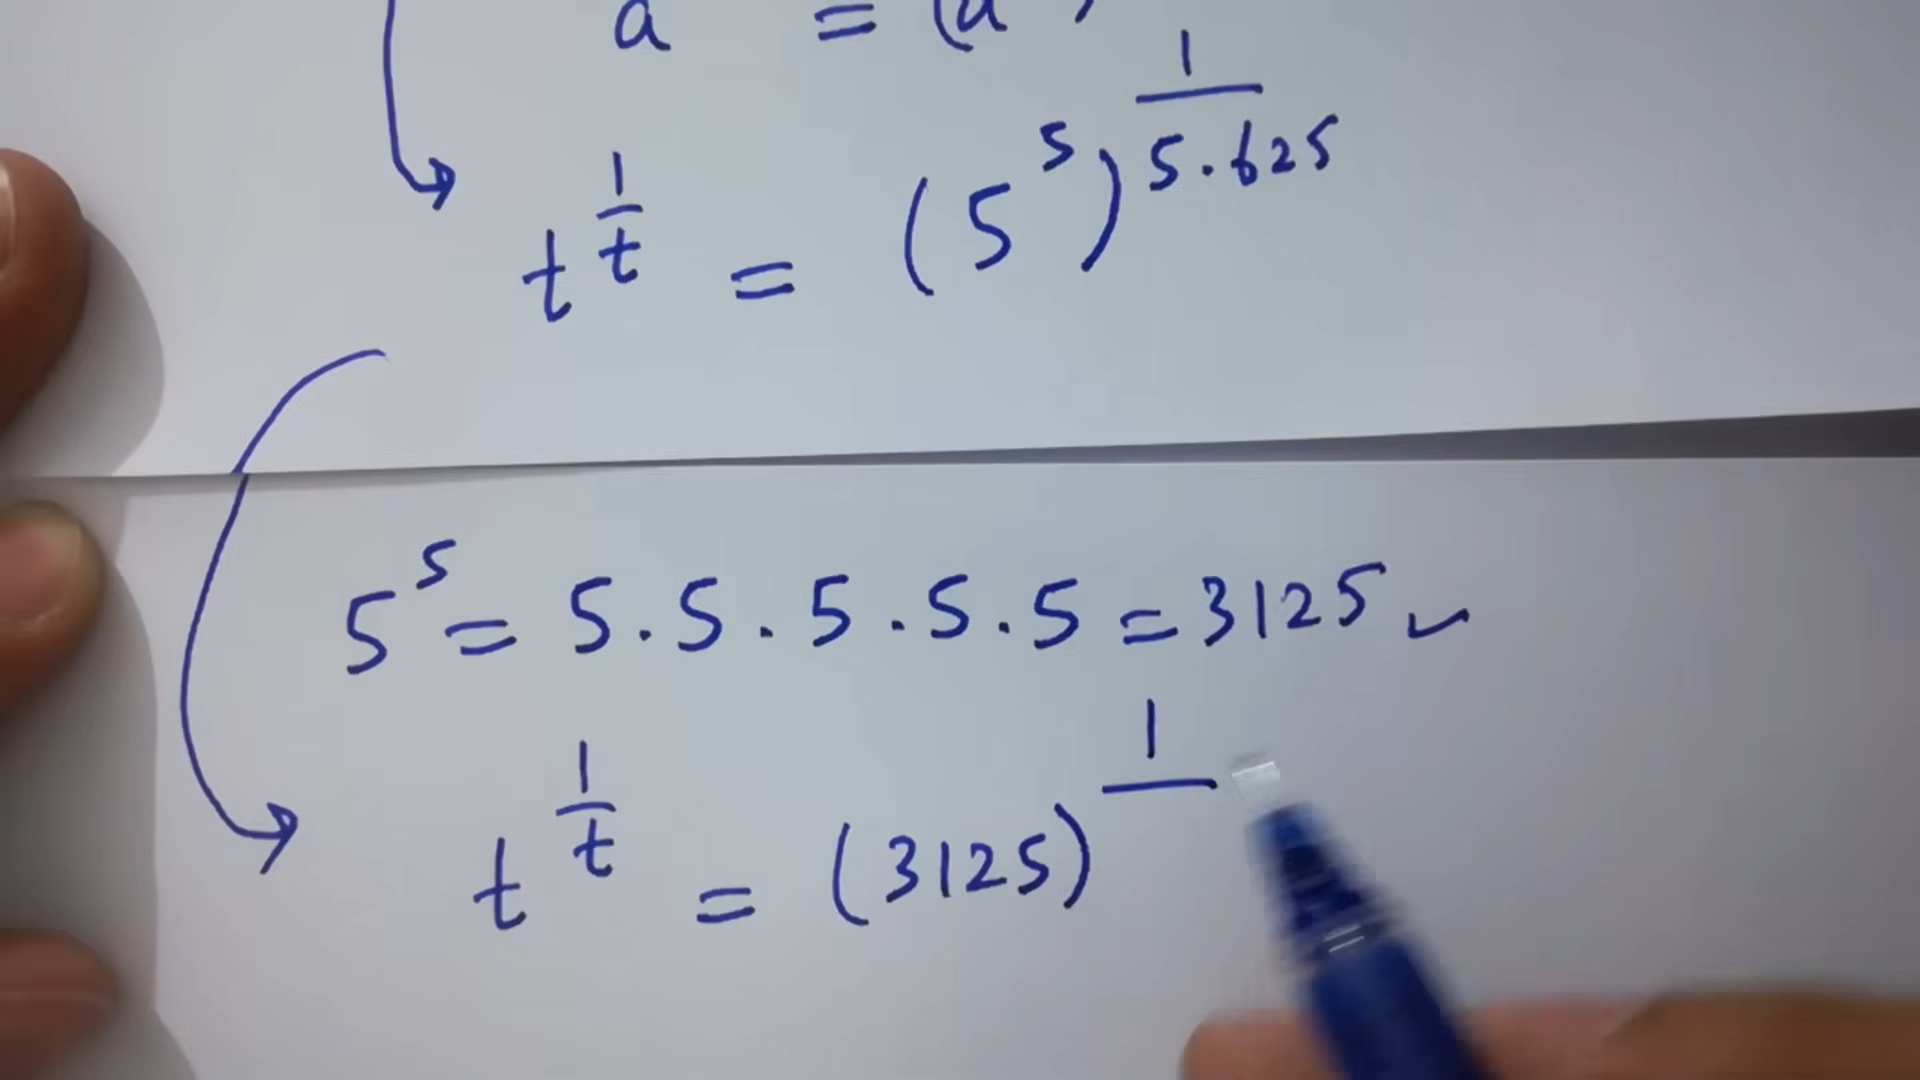 a = (a )
t^(1/t) = (5^5)^(1/5.625)
5^5 = 5.5.5.5.5 = 3125 ✓
t^(1/t) = (3125)^(1/